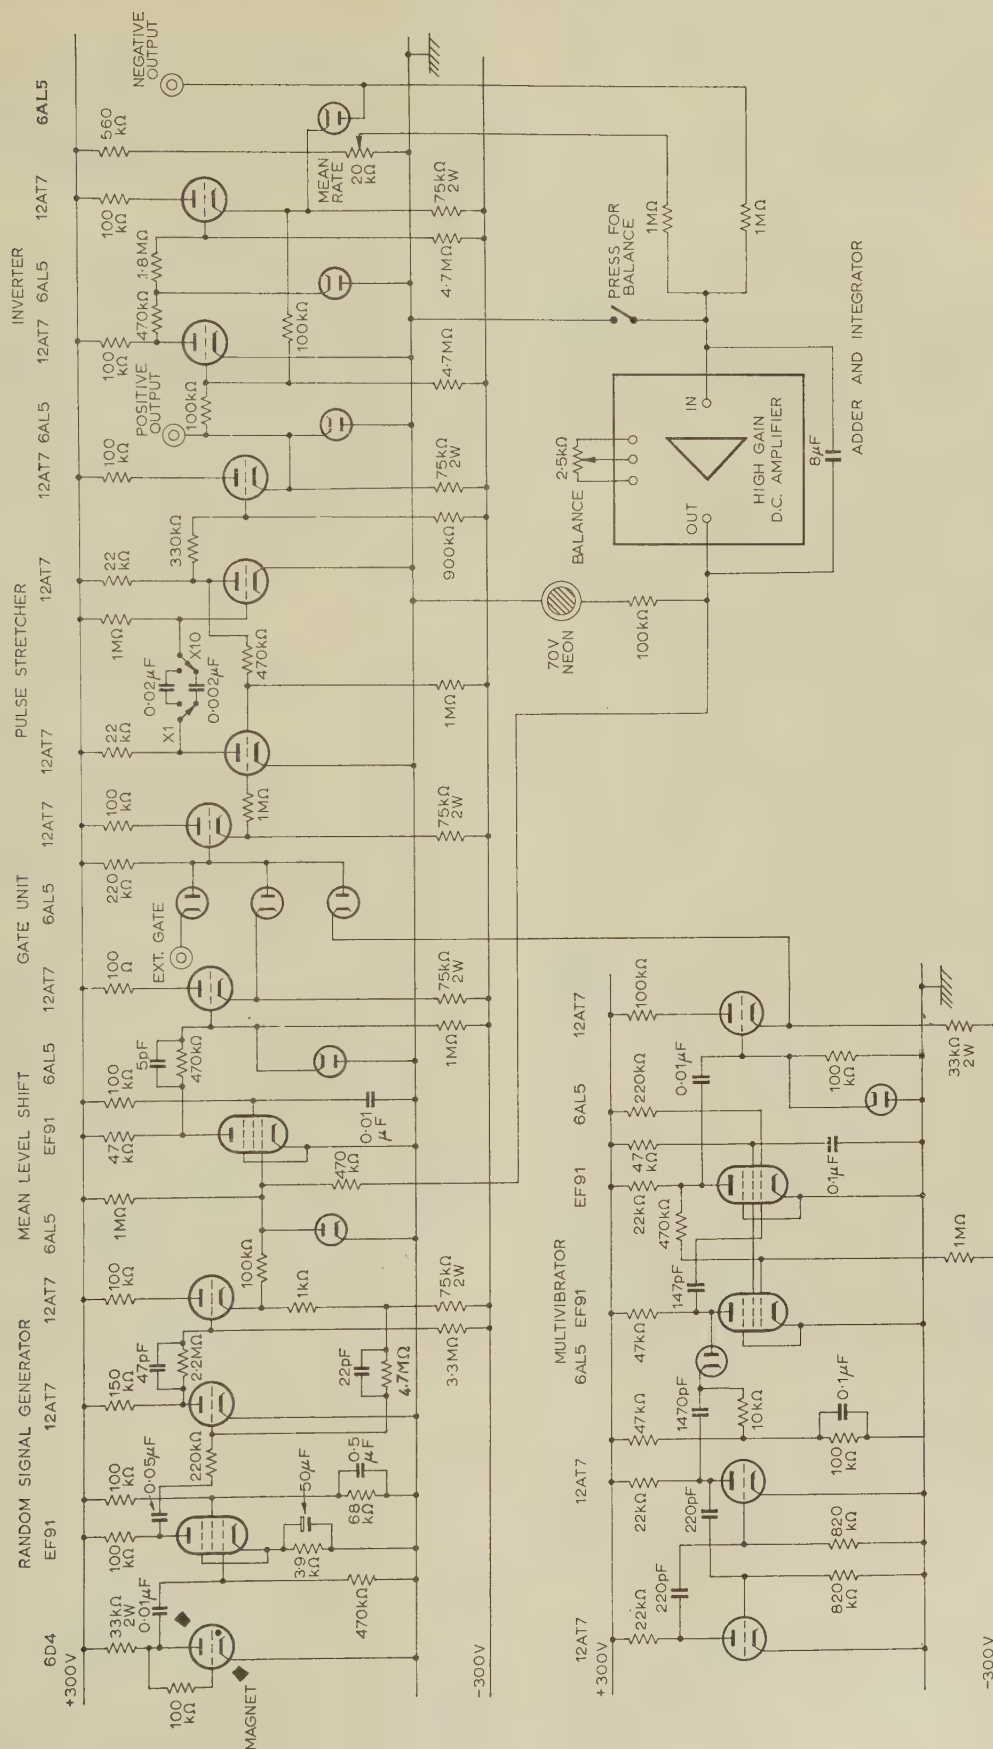 RANDOM SIGNAL GENERATOR
MEAN LEVEL SHIFT
GATE UNIT
PULSE STRETCHER
INVERTER
6D4
EF91
12AT7
12AT7
6AL5
EF91
6AL5
12AT7
6AL5
12AT7
12AT7
12AT7
12AT7
6AL5
12AT7
6AL5
12AT7
6AL5
+300V
33kΩ
2W
0·01μF
100
kΩ
MAGNET
100
kΩ
100
kΩ
0·05μF
220kΩ
50μF
3·9
kΩ
68
kΩ
0·5
μF
470kΩ
150
kΩ
47pF
2·2MΩ
22pF
4.7MΩ
3·3MΩ
100
kΩ
100kΩ
1kΩ
75kΩ
2W
1MΩ
47
kΩ
100
kΩ
5pF
470kΩ
470
kΩ
0·01
μF
1MΩ
100
Ω
75kΩ
2W
EXT. GATE
220
kΩ
100
kΩ
1MΩ
75kΩ
2W
22
kΩ
X1
0·02μF
0·002μF
X10
1MΩ
470kΩ
1MΩ
22
kΩ
330kΩ
900kΩ
100
kΩ
75kΩ
2W
POSITIVE
OUTPUT
100kΩ
100
kΩ
470kΩ
1·8MΩ
100kΩ
4·7MΩ
4·7MΩ
100
kΩ
75kΩ
2W
560
kΩ
MEAN
RATE
20
kΩ
NEGATIVE
OUTPUT
-300V
MULTIVIBRATOR
12AT7
12AT7
6AL5
EF91
EF91
6AL5
12AT7
+300V
22kΩ
220pF
22kΩ
220pF
820
kΩ
820
kΩ
47kΩ
1470pF
10kΩ
100
kΩ
0·1μF
47kΩ
147pF
470kΩ
22kΩ
47
kΩ
220kΩ
0·01μF
0·1μF
1MΩ
100kΩ
100
kΩ
33kΩ
2W
-300V
70V
NEON
100kΩ
BALANCE
2·5kΩ
OUT
IN
HIGH GAIN
D.C. AMPLIFIER
8μF
PRESS FOR
BALANCE
1MΩ
1MΩ
ADDER AND INTEGRATOR